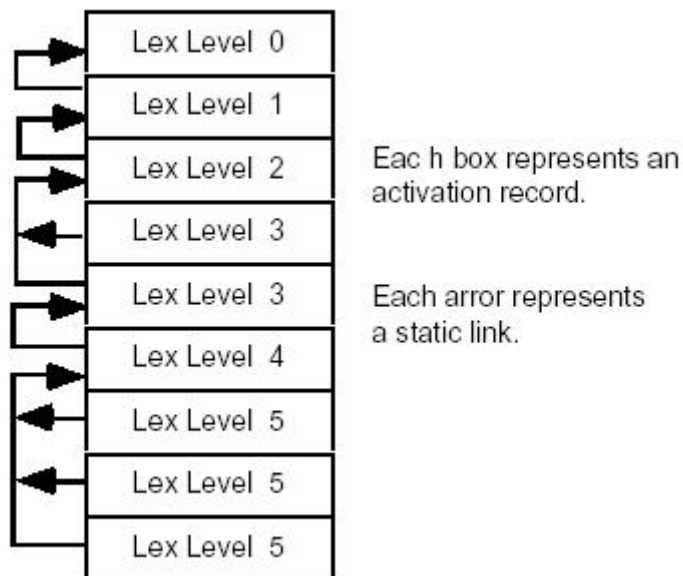 Lex Level 0
Lex Level 1
Lex Level 2
Lex Level 3
Lex Level 3
Lex Level 4
Lex Level 5
Lex Level 5
Lex Level 5
Eac h box represents an
activation record.
Each arror represents
a static link.